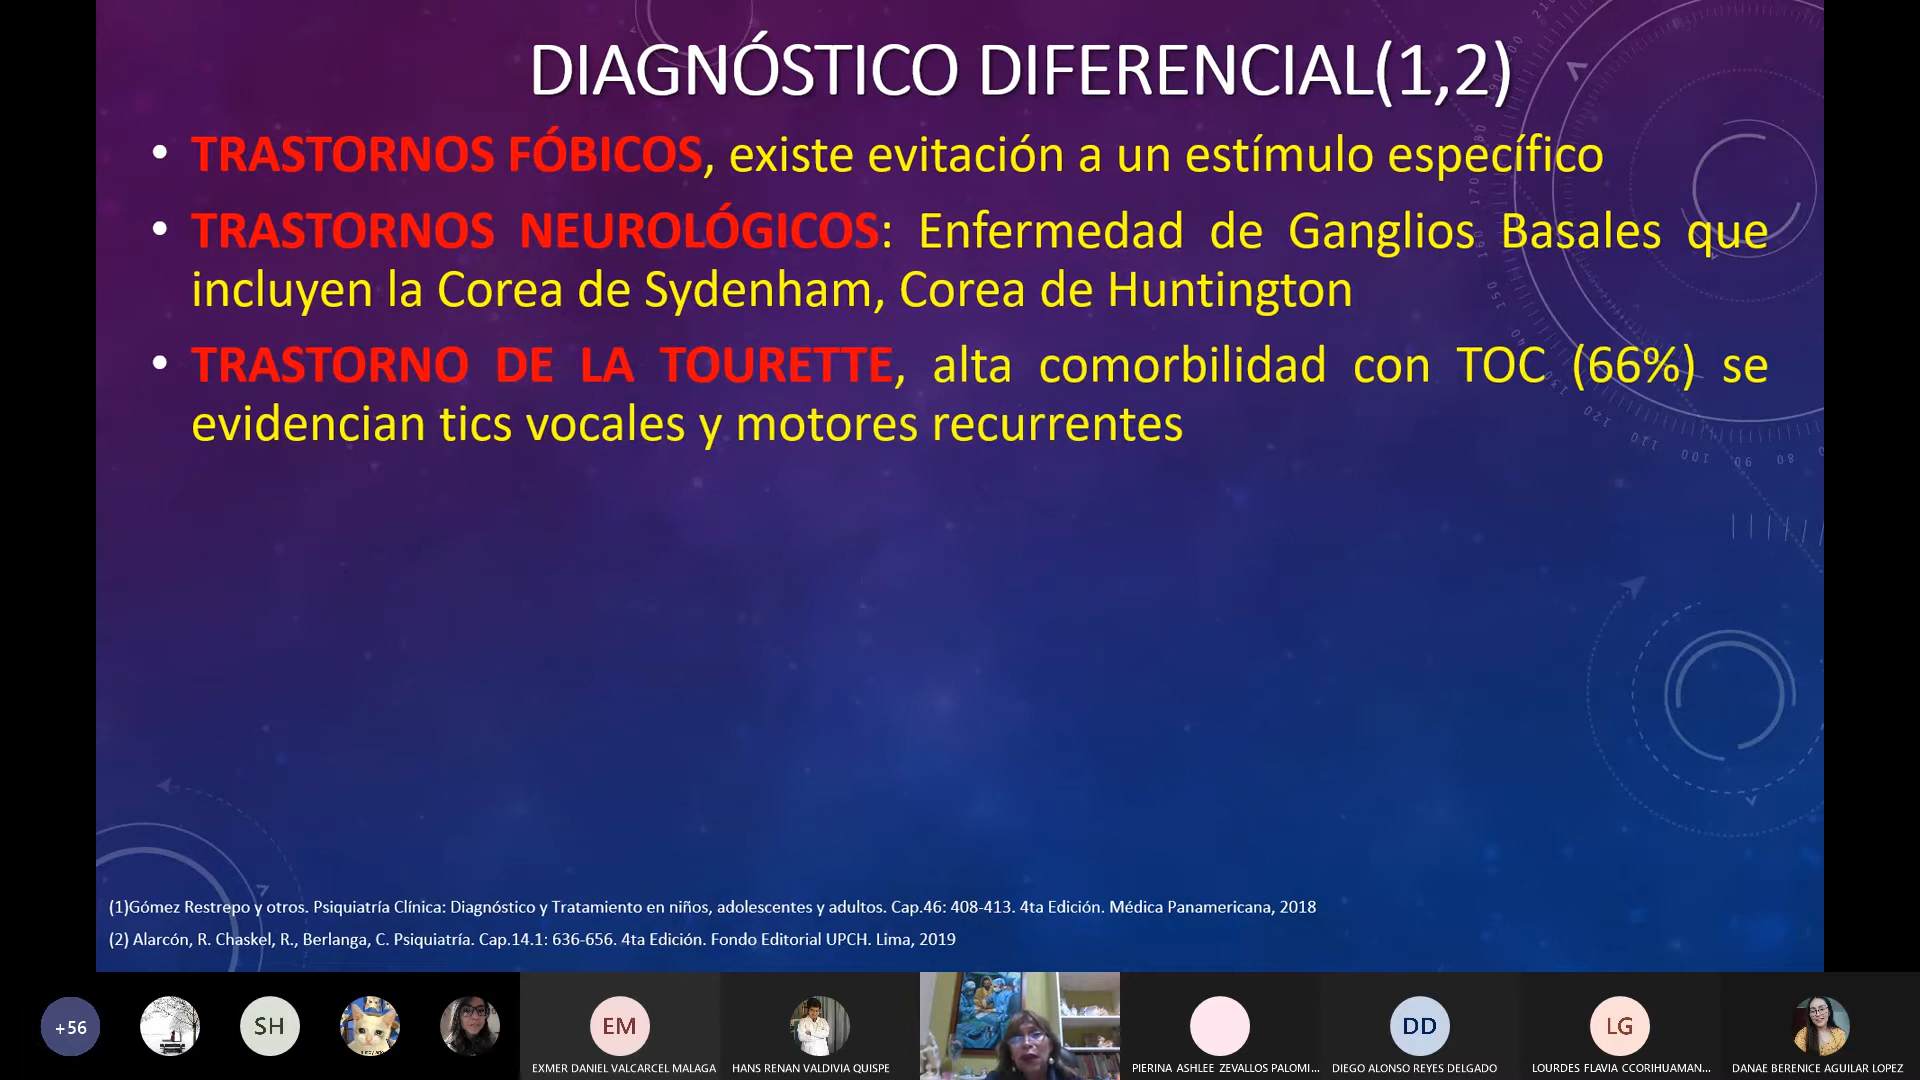 DIAGNÓSTICO DIFERENCIAL(1,2)
• TRASTORNOS FÓBICOS, existe evitación a un estímulo específico
• TRASTORNOS NEUROLÓGICOS: Enfermedad de Ganglios Basales que
incluyen la Corea de Sydenham, Corea de Huntington
• TRASTORNO DE LA TOURETTE, alta comorbilidad con TOC (66%) se
evidencian tics vocales y motores recurrentes
(1)Gómez Restrepo y otros. Psiquiatría Clínica: Diagnóstico y Tratamiento en niños, adolescentes y adultos. Cap.46: 408-413. 4ta Edición. Médica Panamericana, 2018
(2) Alarcón, R. Chaskel, R., Berlanga, C. Psiquiatría. Cap.14.1: 636-656. 4ta Edición. Fondo Editorial UPCH. Lima, 2019
+56
SH
EM
DD
LG
EXMER DANIEL VALCARCEL MALAGA
HANS RENAN VALDIVIA QUISPE
PIERINA ASHLEE ZEVALLOS PALOMI...
DIEGO ALONSO REYES DELGADO
LOURDES FLAVIA CCORIHUAMAN...
DANAE BERENICE AGUILAR LOPEZ